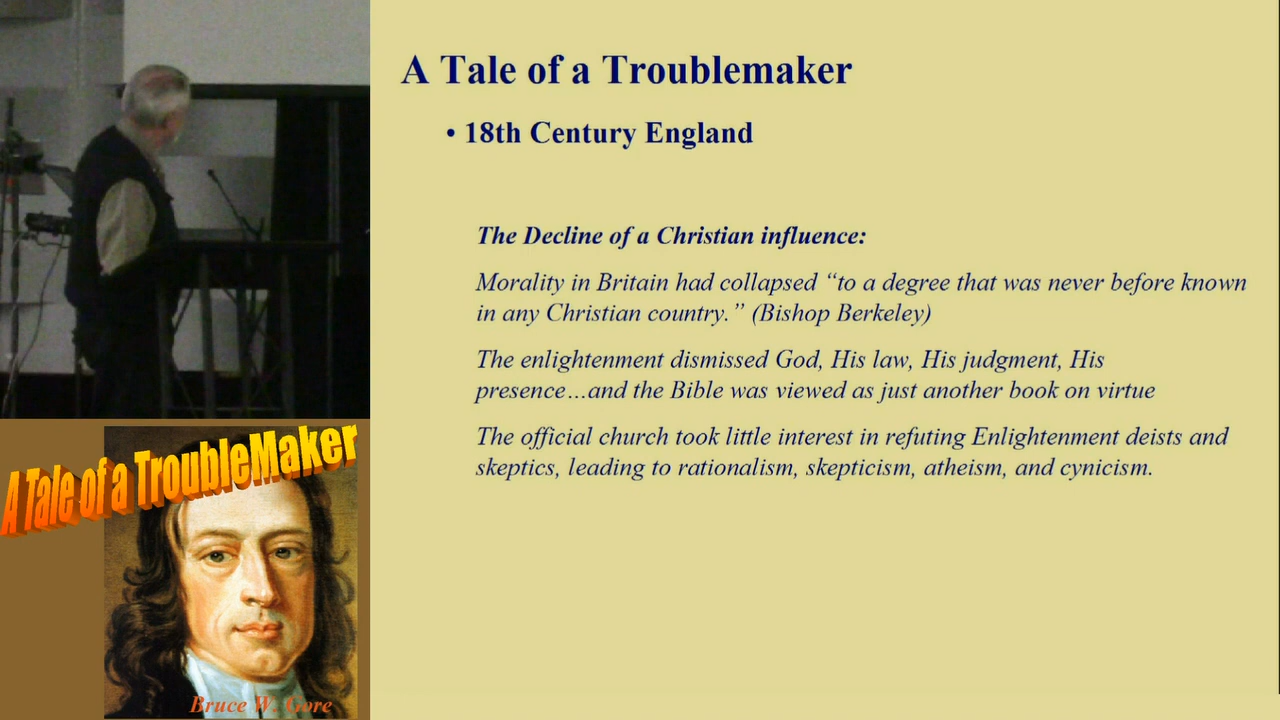 A Tale of a Troublemaker
• 18th Century England
The Decline of a Christian influence:
Morality in Britain had collapsed “to a degree that was never before known
in any Christian country.” (Bishop Berkeley)
The enlightenment dismissed God, His law, His judgment, His
presence…and the Bible was viewed as just another book on virtue
The official church took little interest in refuting Enlightenment deists and
skeptics, leading to rationalism, skepticism, atheism, and cynicism.
A Tale of a TroubleMaker
Bruce W. Gore